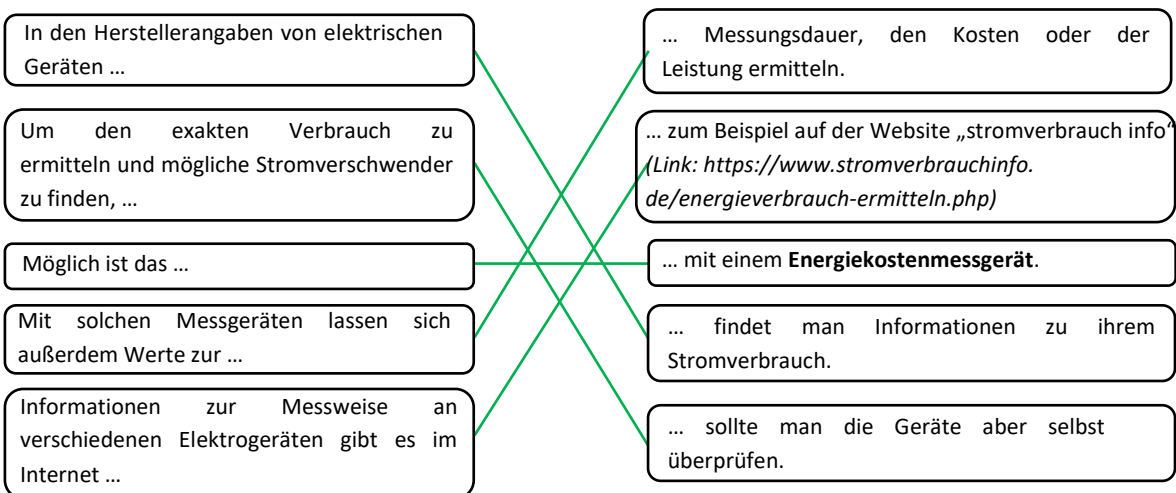 In den Herstellerangaben von elektrischen
Geräten …
Um den exakten Verbrauch zu
ermitteln und mögliche Stromverschwender
zu finden, …
Möglich ist das …
Mit solchen Messgeräten lassen sich
außerdem Werte zur …
Informationen zur Messweise an
verschiedenen Elektrogeräten gibt es im
Internet …
… Messungsdauer, den Kosten oder der
Leistung ermitteln.
… zum Beispiel auf der Website „stromverbrauch info“
(Link: https://www.stromverbrauchinfo.
de/energieverbrauch-ermitteln.php)
… mit einem Energiekostenmessgerät.
… findet man Informationen zu ihrem
Stromverbrauch.
… sollte man die Geräte aber selbst
überprüfen.